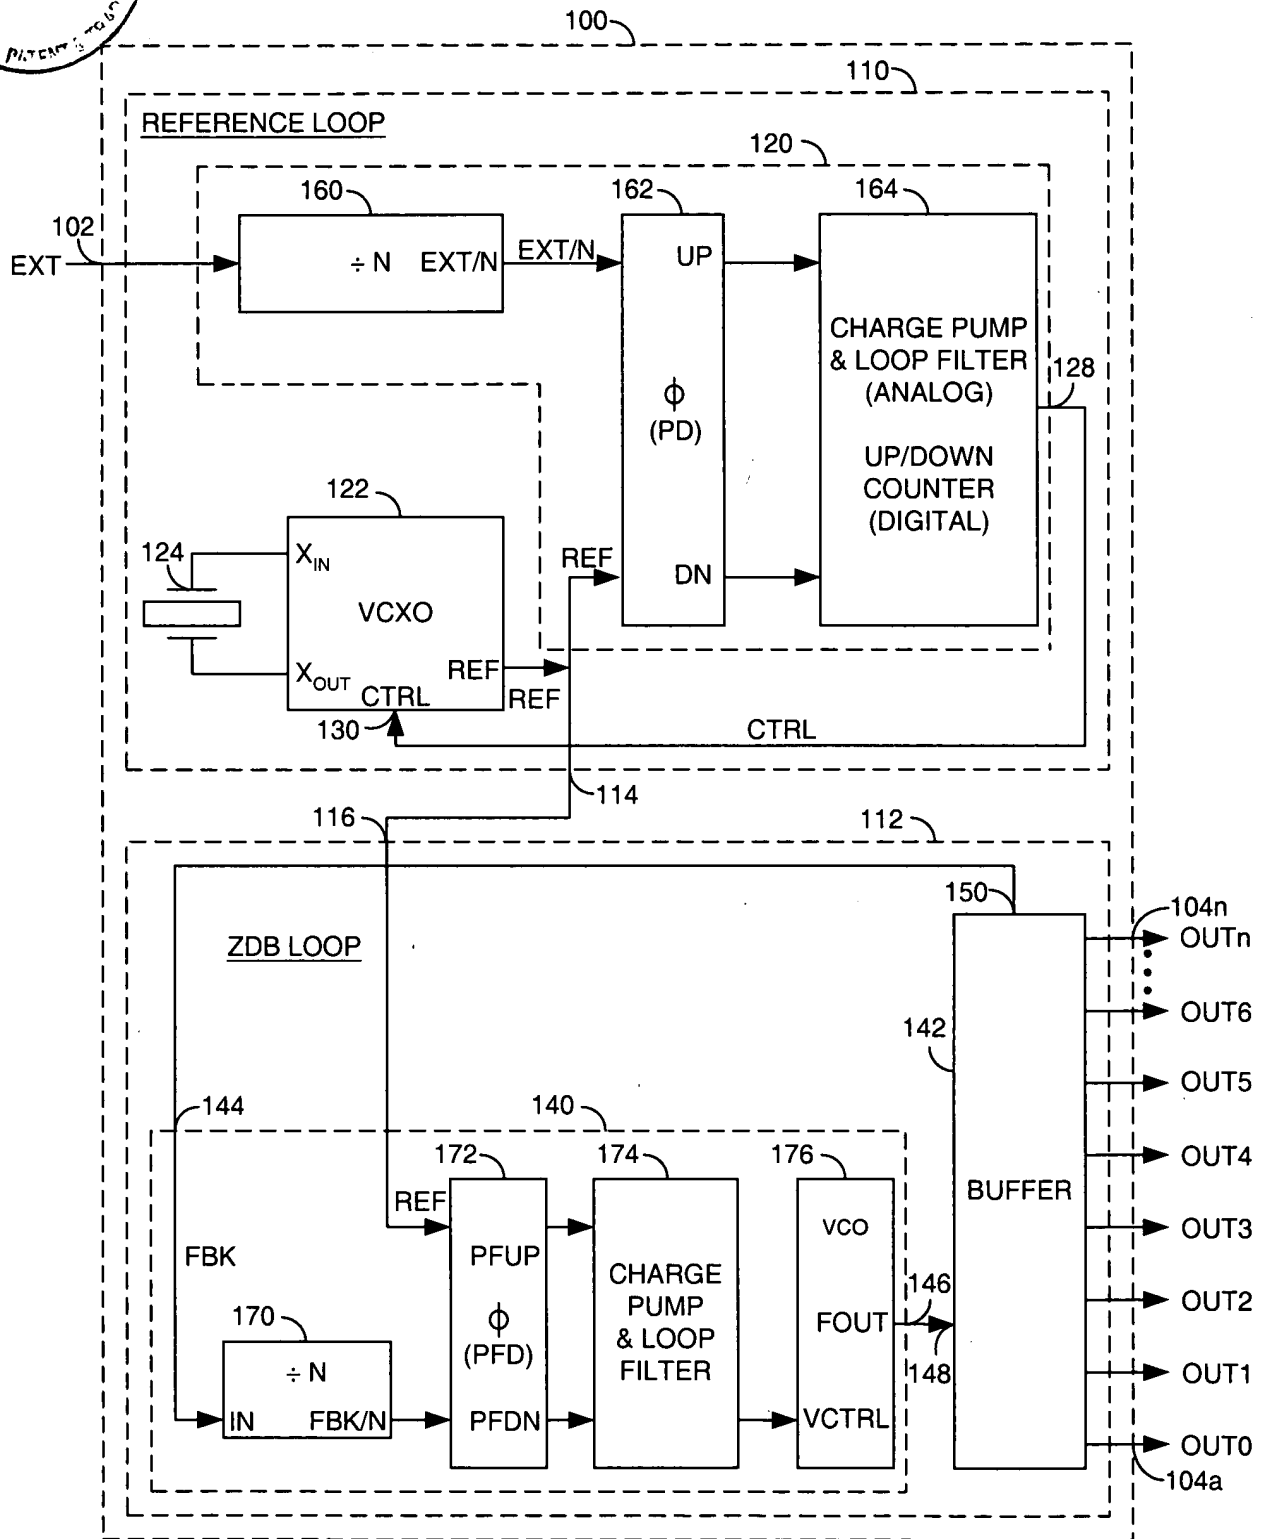 PATENT & TRAD
100
110
REFERENCE LOOP
120
160
162
164
102
EXT
÷ N EXT/N
EXT/N
UP
CHARGE PUMP
& LOOP FILTER
(ANALOG)
UP/DOWN
COUNTER
(DIGITAL)
128
ϕ
(PD)
122
124
XIN
VCXO
XOUT
REF
CTRL
130
REF
REF
DN
CTRL
114
116
112
150
104n
ZDB LOOP
OUTn
OUT6
142
OUT5
144
140
OUT4
172
174
176
BUFFER
REF
VCO
OUT3
FBK
PFUP
CHARGE
PUMP
& LOOP
FILTER
146
OUT2
170
ϕ
(PFD)
FOUT
148
÷ N
OUT1
IN FBK/N
PFDN
VCTRL
OUT0
104a